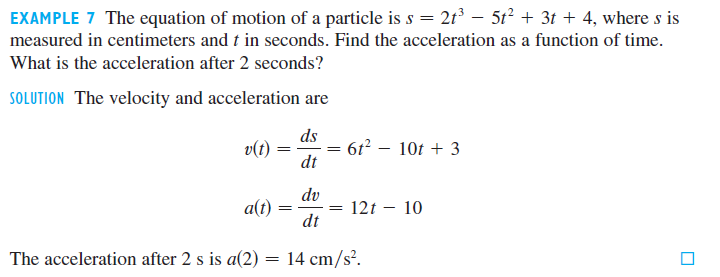 EXAMPLE 7 The equation of motion of a particle is s = 2t³ − 5t² + 3t + 4, where s is
measured in centimeters and t in seconds. Find the acceleration as a function of time.
What is the acceleration after 2 seconds?
SOLUTION The velocity and acceleration are
v(t) = ds/dt = 6t² − 10t + 3
a(t) = dv/dt = 12t − 10
The acceleration after 2 s is a(2) = 14 cm/s².